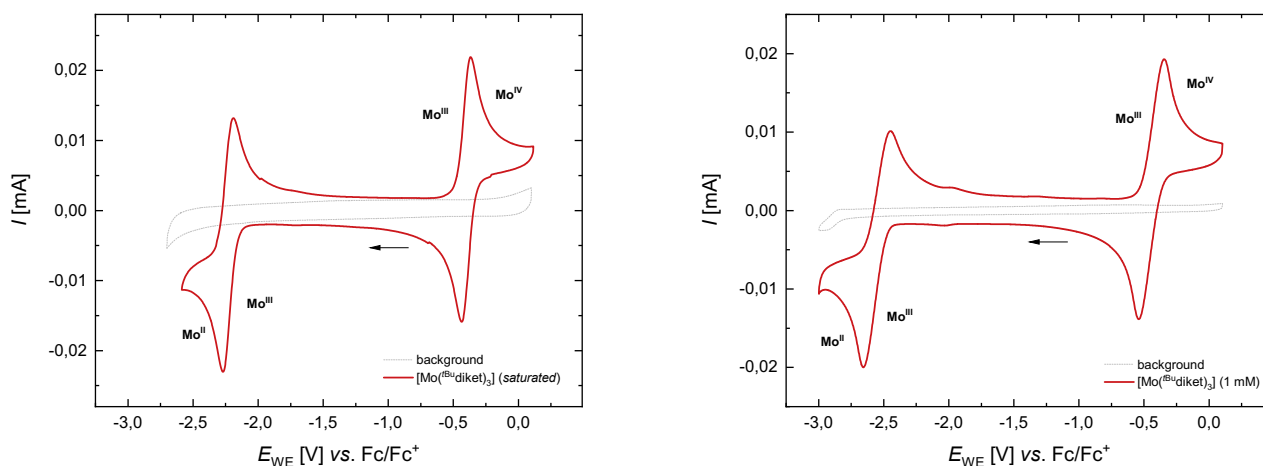 0,02
0,01
0,00
-0,01
-0,02
I [mA]
Mo^III
Mo^IV
Mo^II
Mo^III
background
[Mo(^tBu diket)₃] (saturated)
-3,0 -2,5 -2,0 -1,5 -1,0 -0,5 0,0
E_WE [V] vs. Fc/Fc⁺
0,02
0,01
0,00
-0,01
-0,02
I [mA]
Mo^IV
Mo^III
Mo^III
Mo^II
background
[Mo(^tBu diket)₃] (1 mM)
-3,0 -2,5 -2,0 -1,5 -1,0 -0,5 0,0
E_WE [V] vs. Fc/Fc⁺